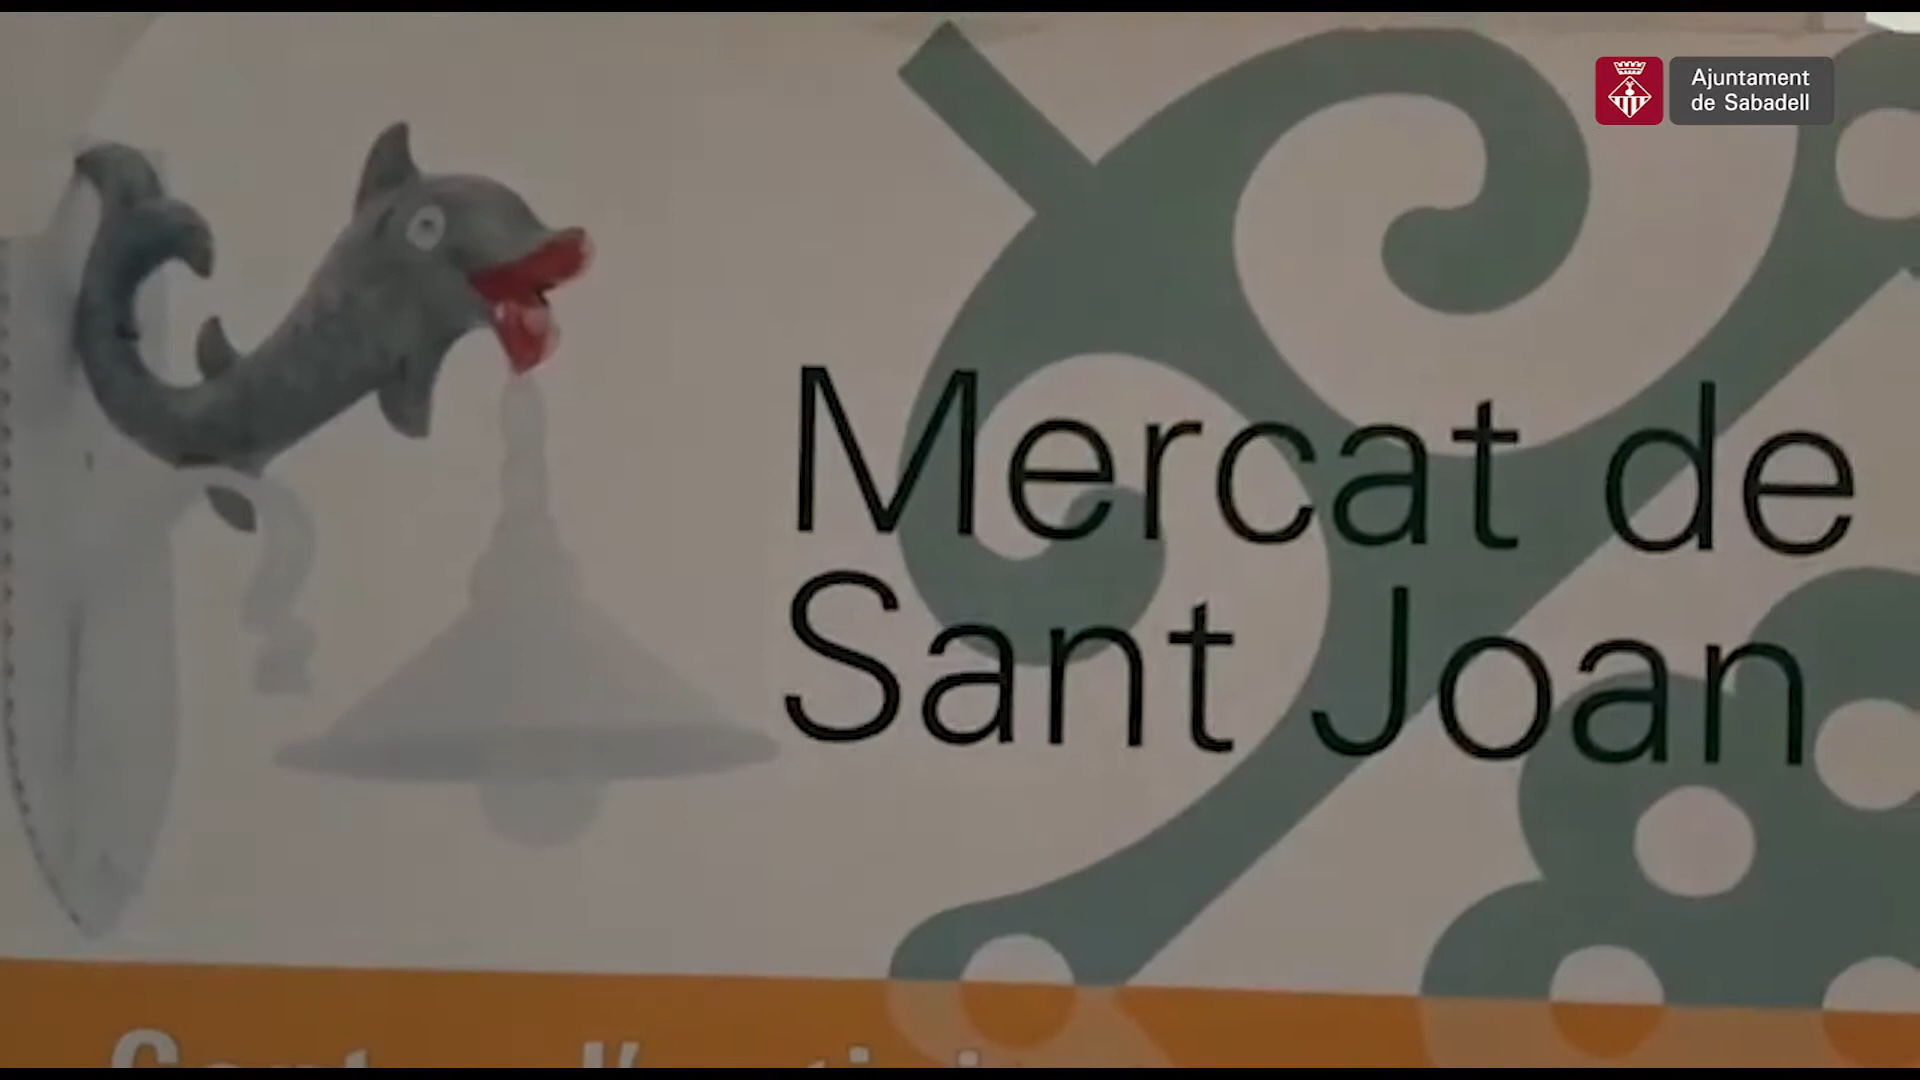 Ajuntament
de Sabadell
Mercat de
Sant Joan